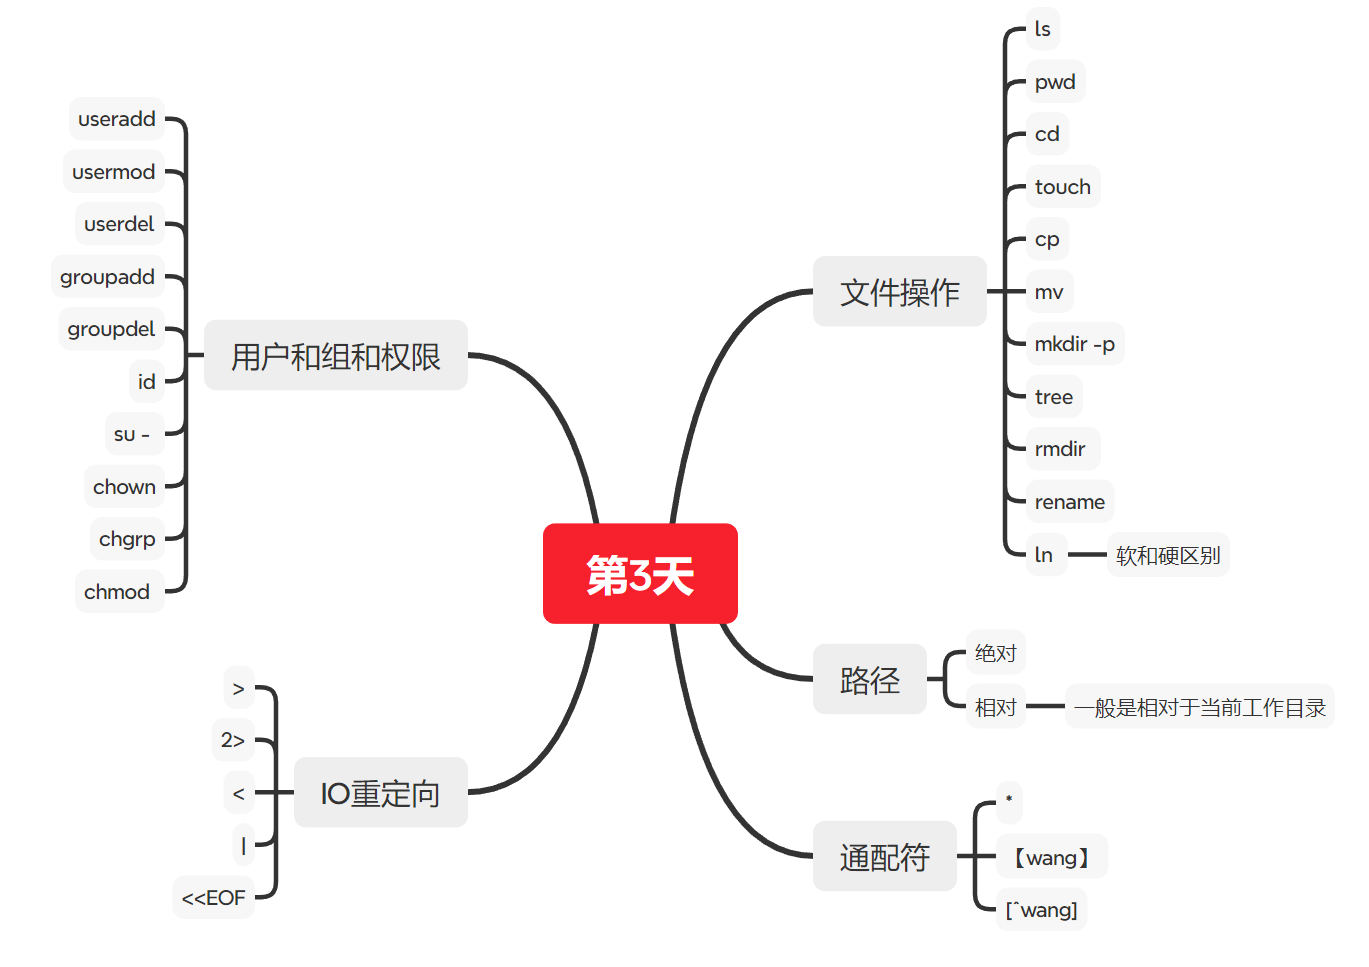 第3天
文件操作
ls
pwd
cd
touch
cp
mv
mkdir -p
tree
rmdir
rename
ln
软和硬区别
路径
绝对
相对
一般是相对于当前工作目录
通配符
*
【wang】
[^wang]
用户和组和权限
useradd
usermod
userdel
groupadd
groupdel
id
su -
chown
chgrp
chmod
IO重定向
>
2>
<
|
<<EOF